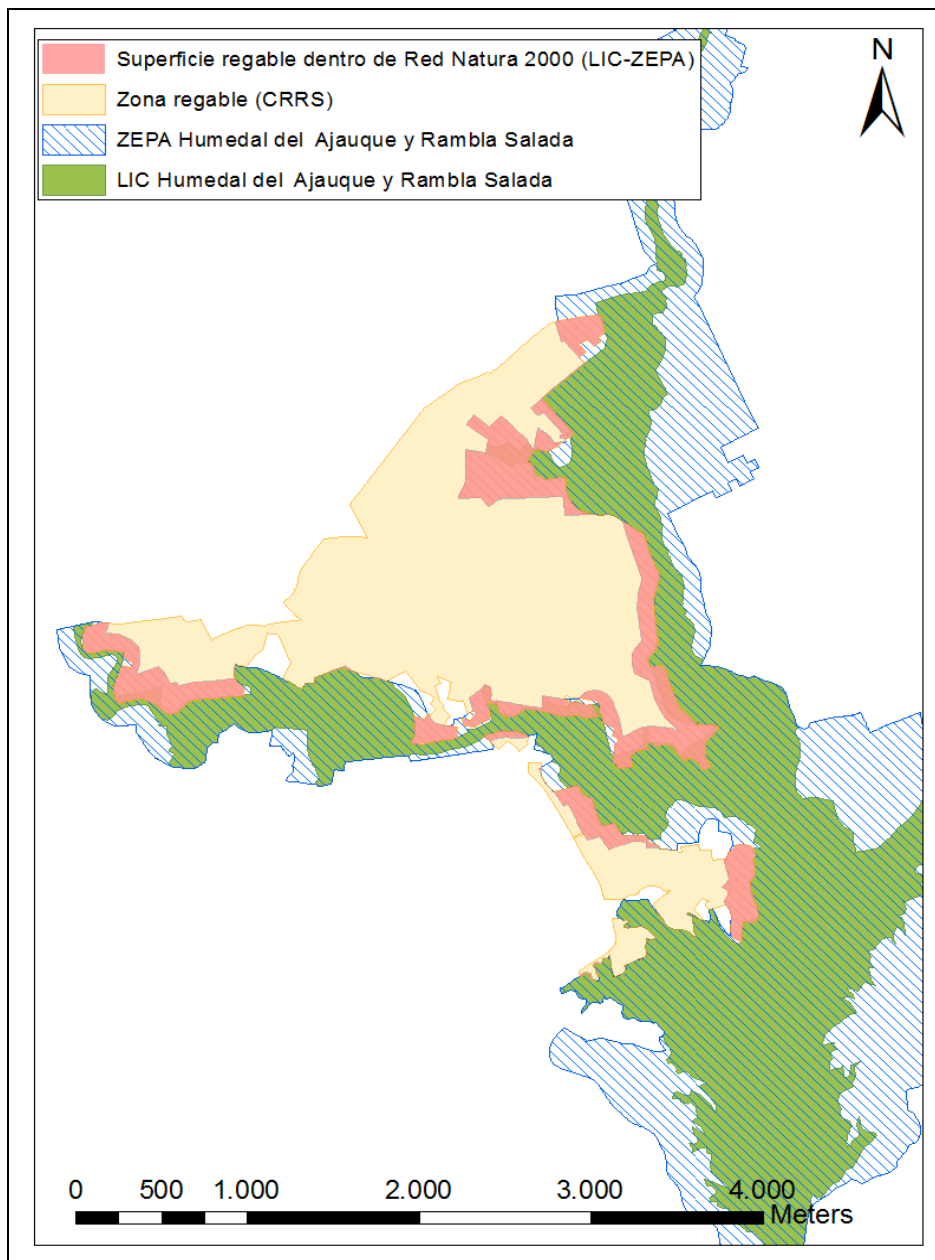 Superficie regable dentro de Red Natura 2000 (LIC-ZEPA)
Zona regable (CRRS)
ZEPA Humedal del Ajauque y Rambla Salada
LIC Humedal del Ajauque y Rambla Salada
N
0 500 1.000 2.000 3.000 4.000
Meters